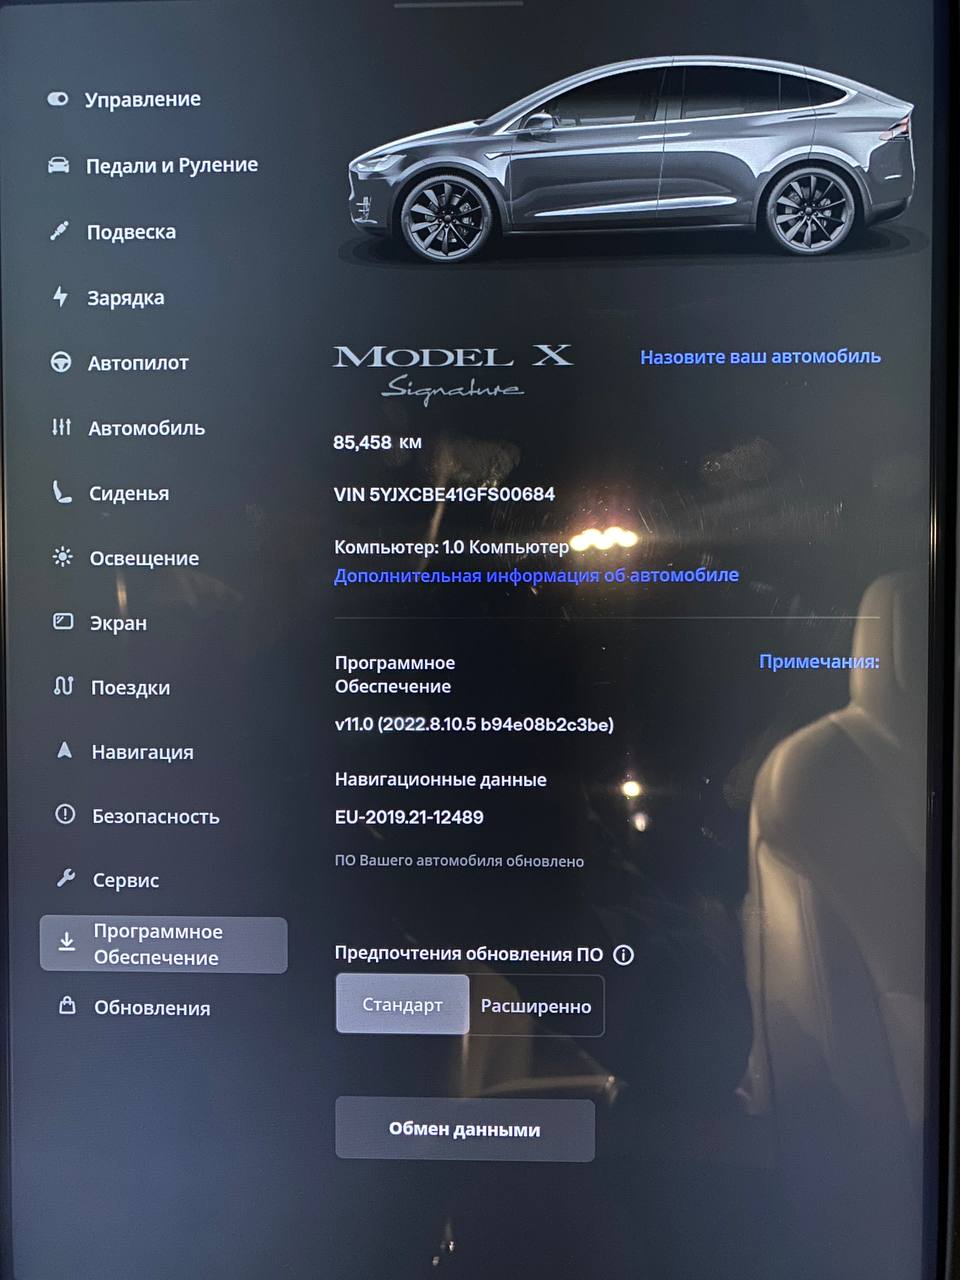 Управление
Педали и Руление
Подвеска
Зарядка
Автопилот
Автомобиль
Сиденья
Освещение
Экран
Поездки
Навигация
Безопасность
Сервис
Программное
Обеспечение
Обновления
MODEL X
Signature
Назовите ваш автомобиль
85,458 км
VIN 5YJXCBE41GFS00684
Компьютер: 1.0 Компьютер
Дополнительная информация об автомобиле
Программное
Обеспечение
Примечания:
v11.0 (2022.8.10.5 b94e08b2c3be)
Навигационные данные
EU-2019.21-12489
ПО Вашего автомобиля обновлено
Предпочтения обновления ПО
Стандарт Расширенно
Обмен данными